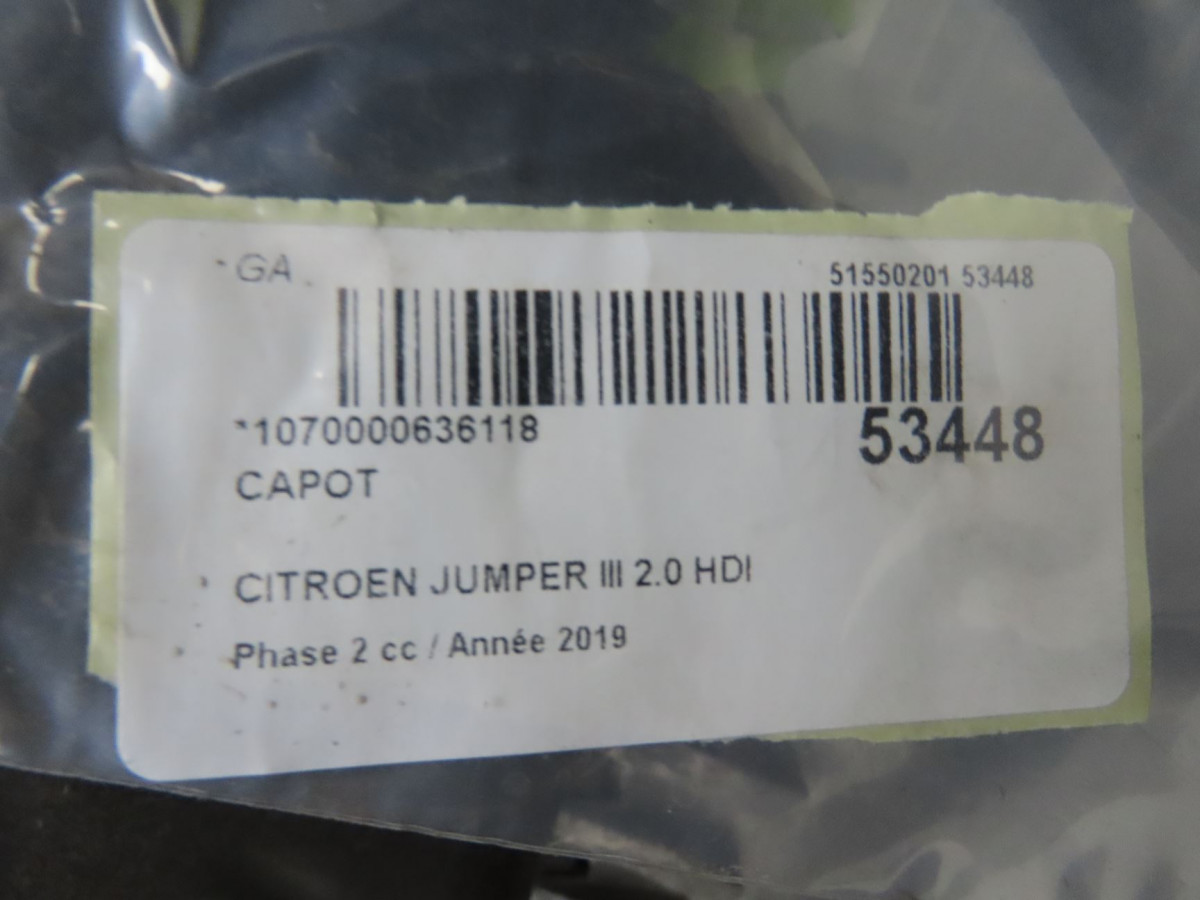 GA
51550201 53448
*1070000636118
53448
CAPOT
CITROEN JUMPER III 2.0 HDI
Phase 2 cc / Année 2019